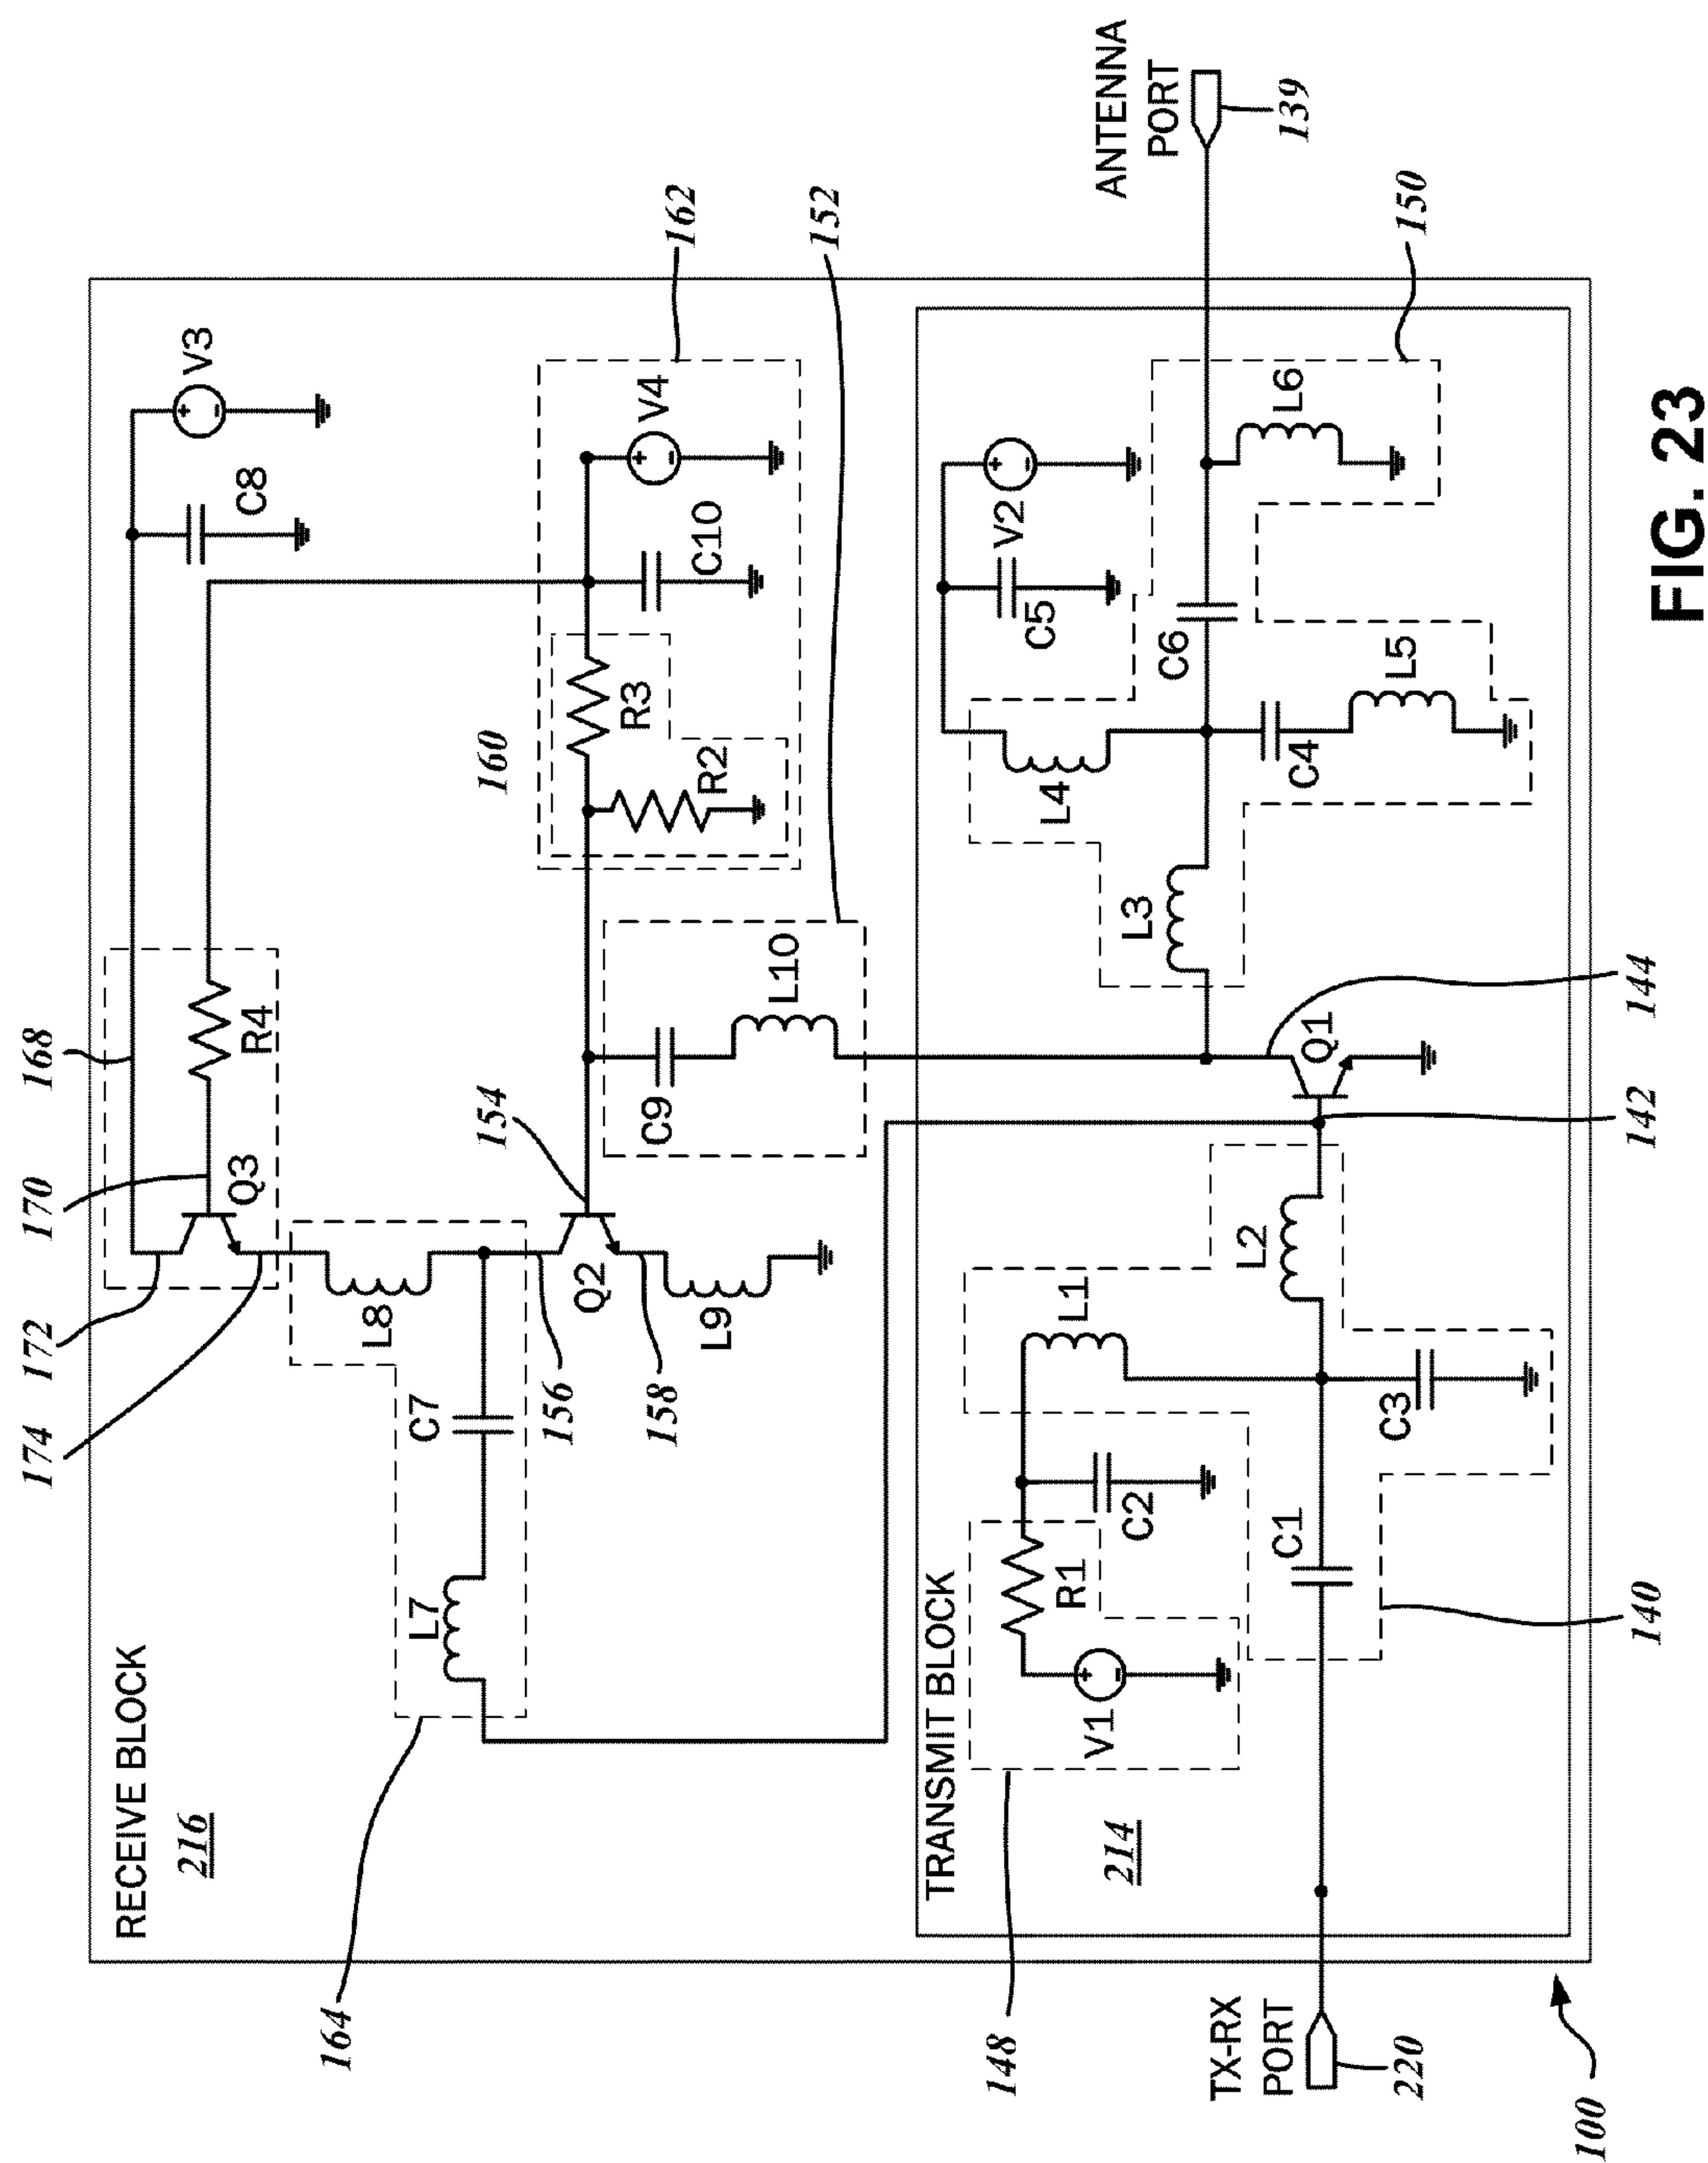 RECEIVE BLOCK
216
172
170
168
174
Q3
R4
C8
V3
164
L7
C7
L8
156
Q2
158
L9
154
160
R3
R2
C10
V4
162
C9
L10
152
TRANSMIT BLOCK
214
148
V1
R1
C2
L1
C1
C3
L2
140
142
Q1
144
L3
L4
C5
V2
C4
L5
C6
L6
150
TX-RX
PORT
220
ANTENNA
PORT
139
100
FIG. 23